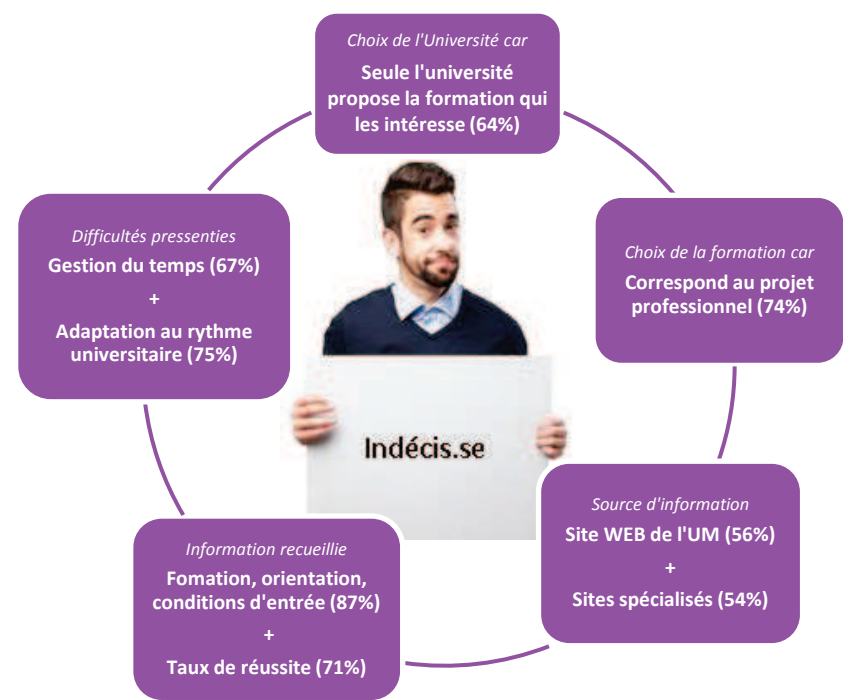 Choix de l'Université car
Seule l'université
propose la formation qui
les intéresse (64%)
Difficultés pressenties
Gestion du temps (67%)
+
Adaptation au rythme
universitaire (75%)
Choix de la formation car
Correspond au projet
professionnel (74%)
Indécis.se
Source d'information
Site WEB de l'UM (56%)
+
Sites spécialisés (54%)
Information recueillie
Fomation, orientation,
conditions d'entrée (87%)
+
Taux de réussite (71%)